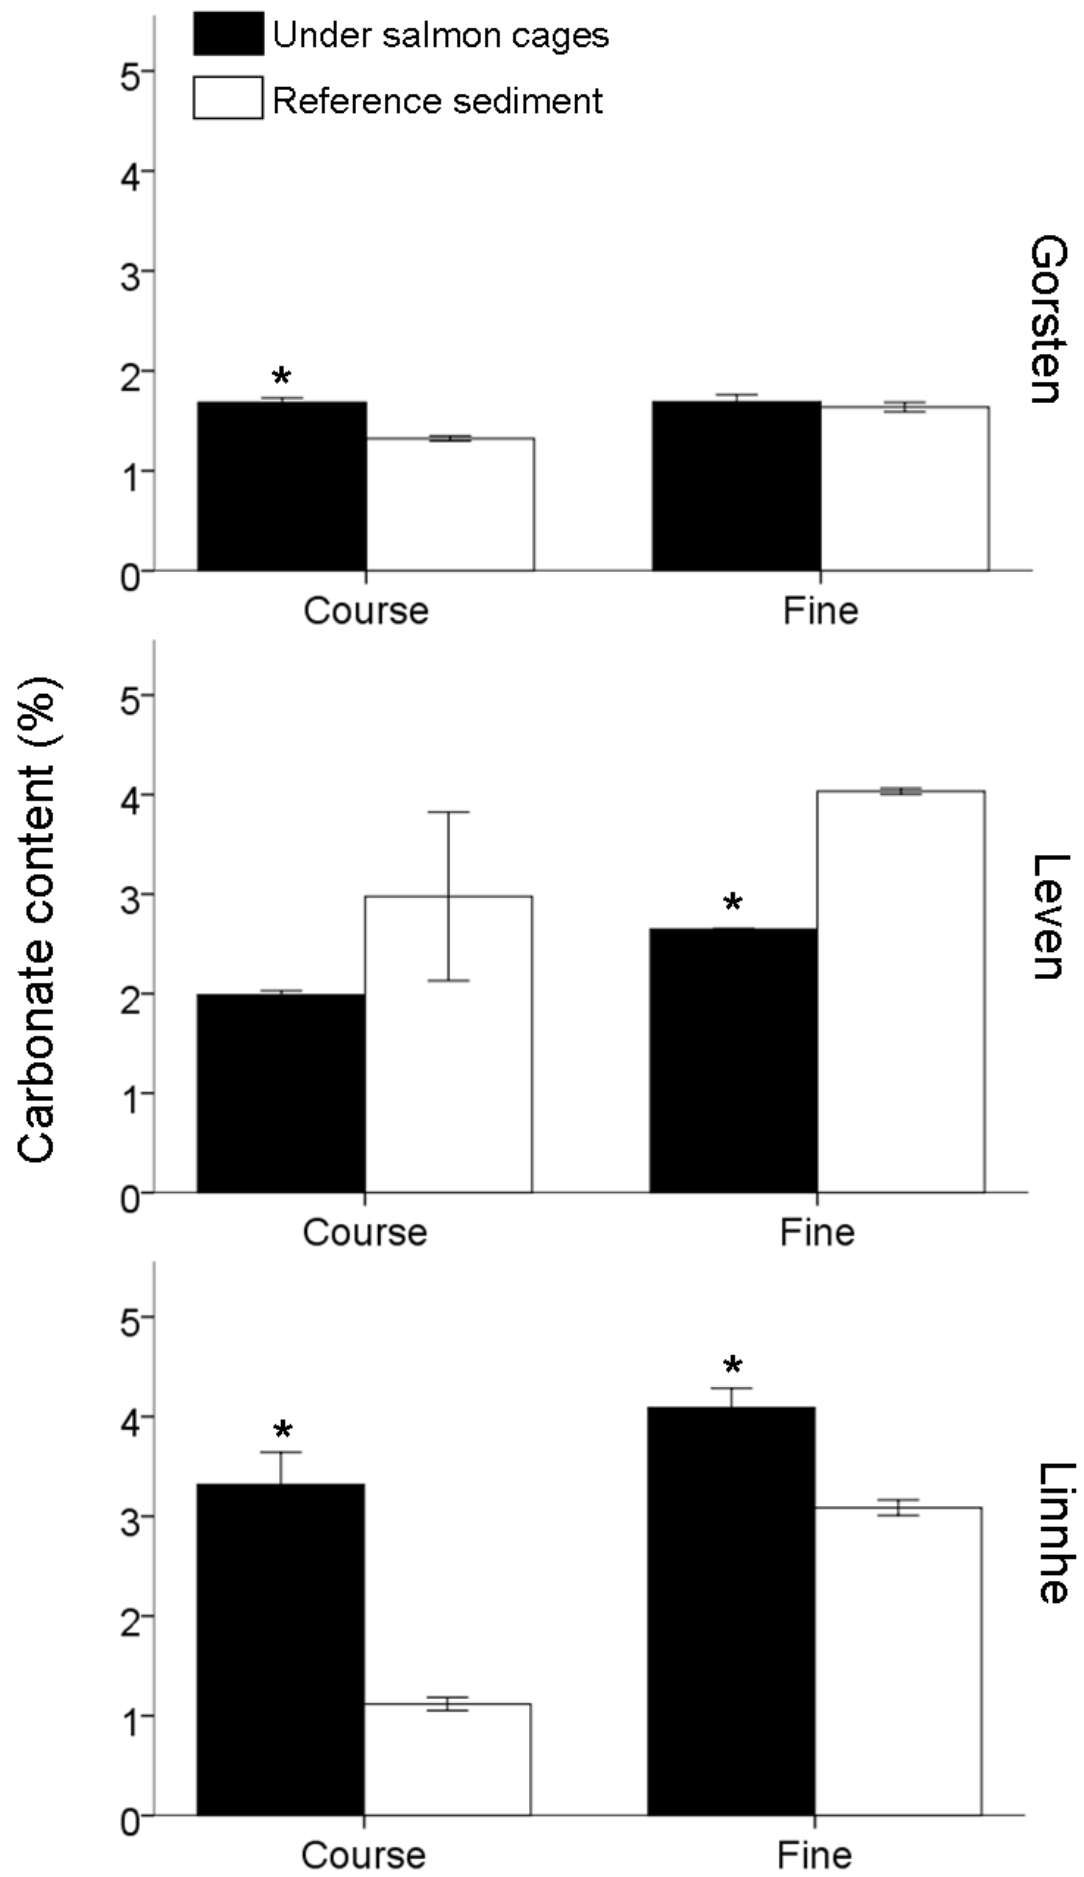 Under salmon cages
Reference sediment
5
4
3
2
1
0
*
Course
Fine
Gorsten
Carbonate content (%)
5
4
3
2
1
0
*
Course
Fine
Leven
5
4
3
2
1
0
*
*
Course
Fine
Linnhe